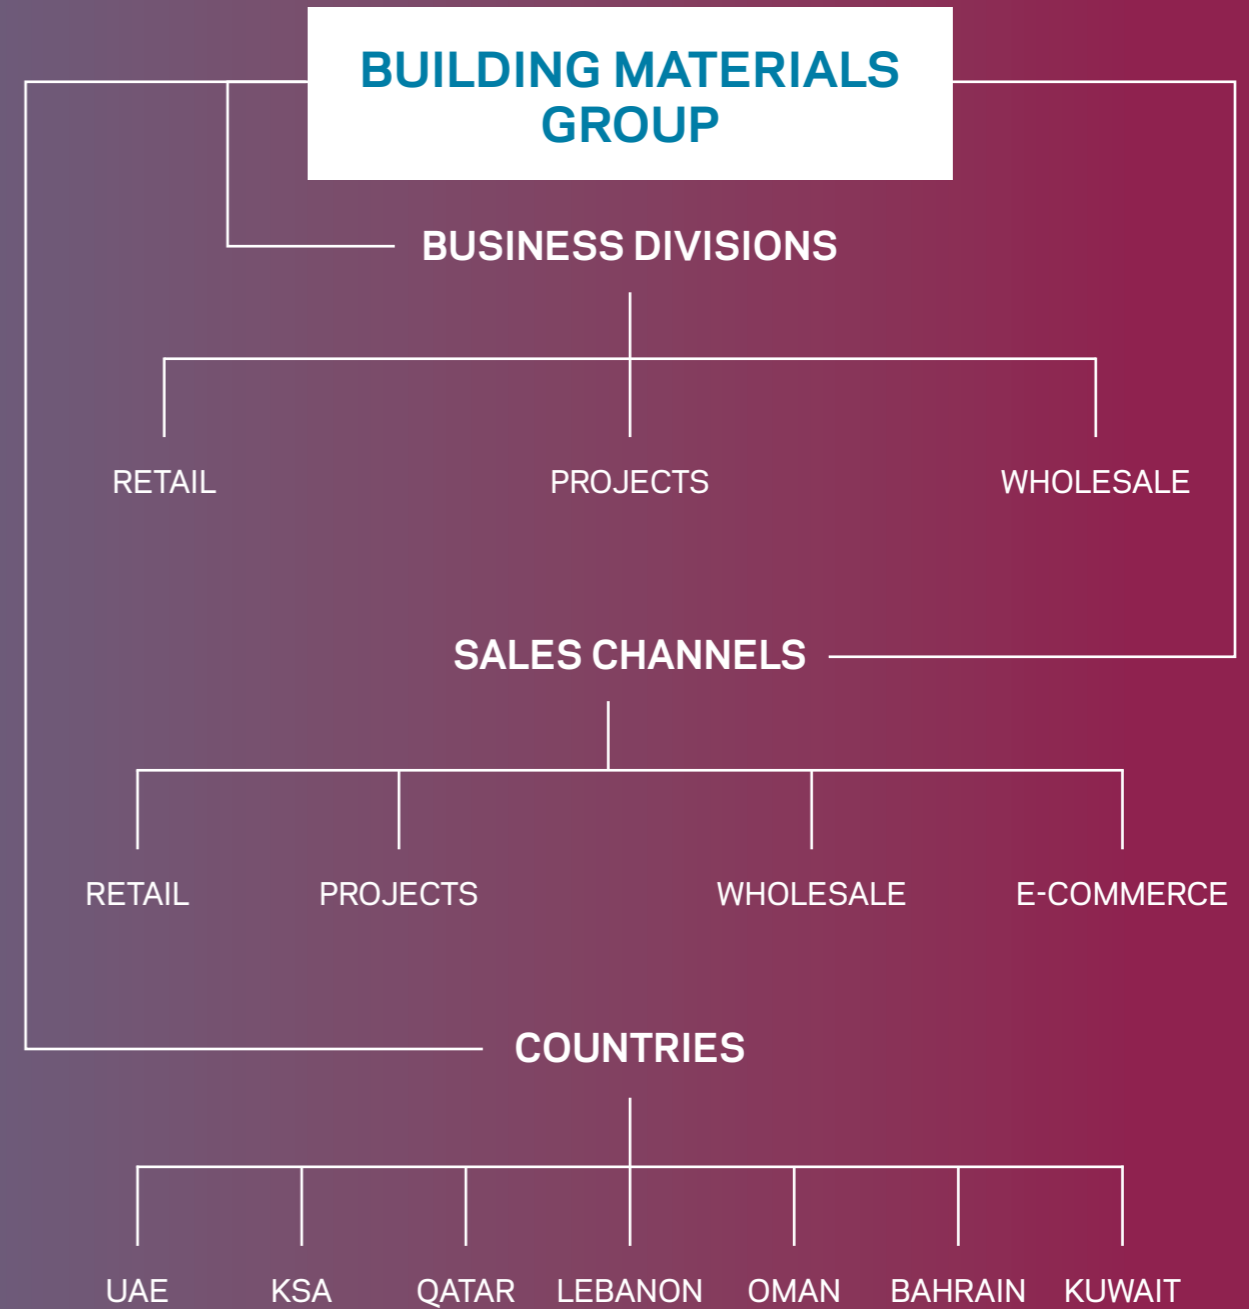 BUILDING MATERIALS
GROUP
BUSINESS DIVISIONS
RETAIL PROJECTS WHOLESALE
SALES CHANNELS
RETAIL PROJECTS WHOLESALE E-COMMERCE
COUNTRIES
UAE KSA QATAR LEBANON OMAN BAHRAIN KUWAIT